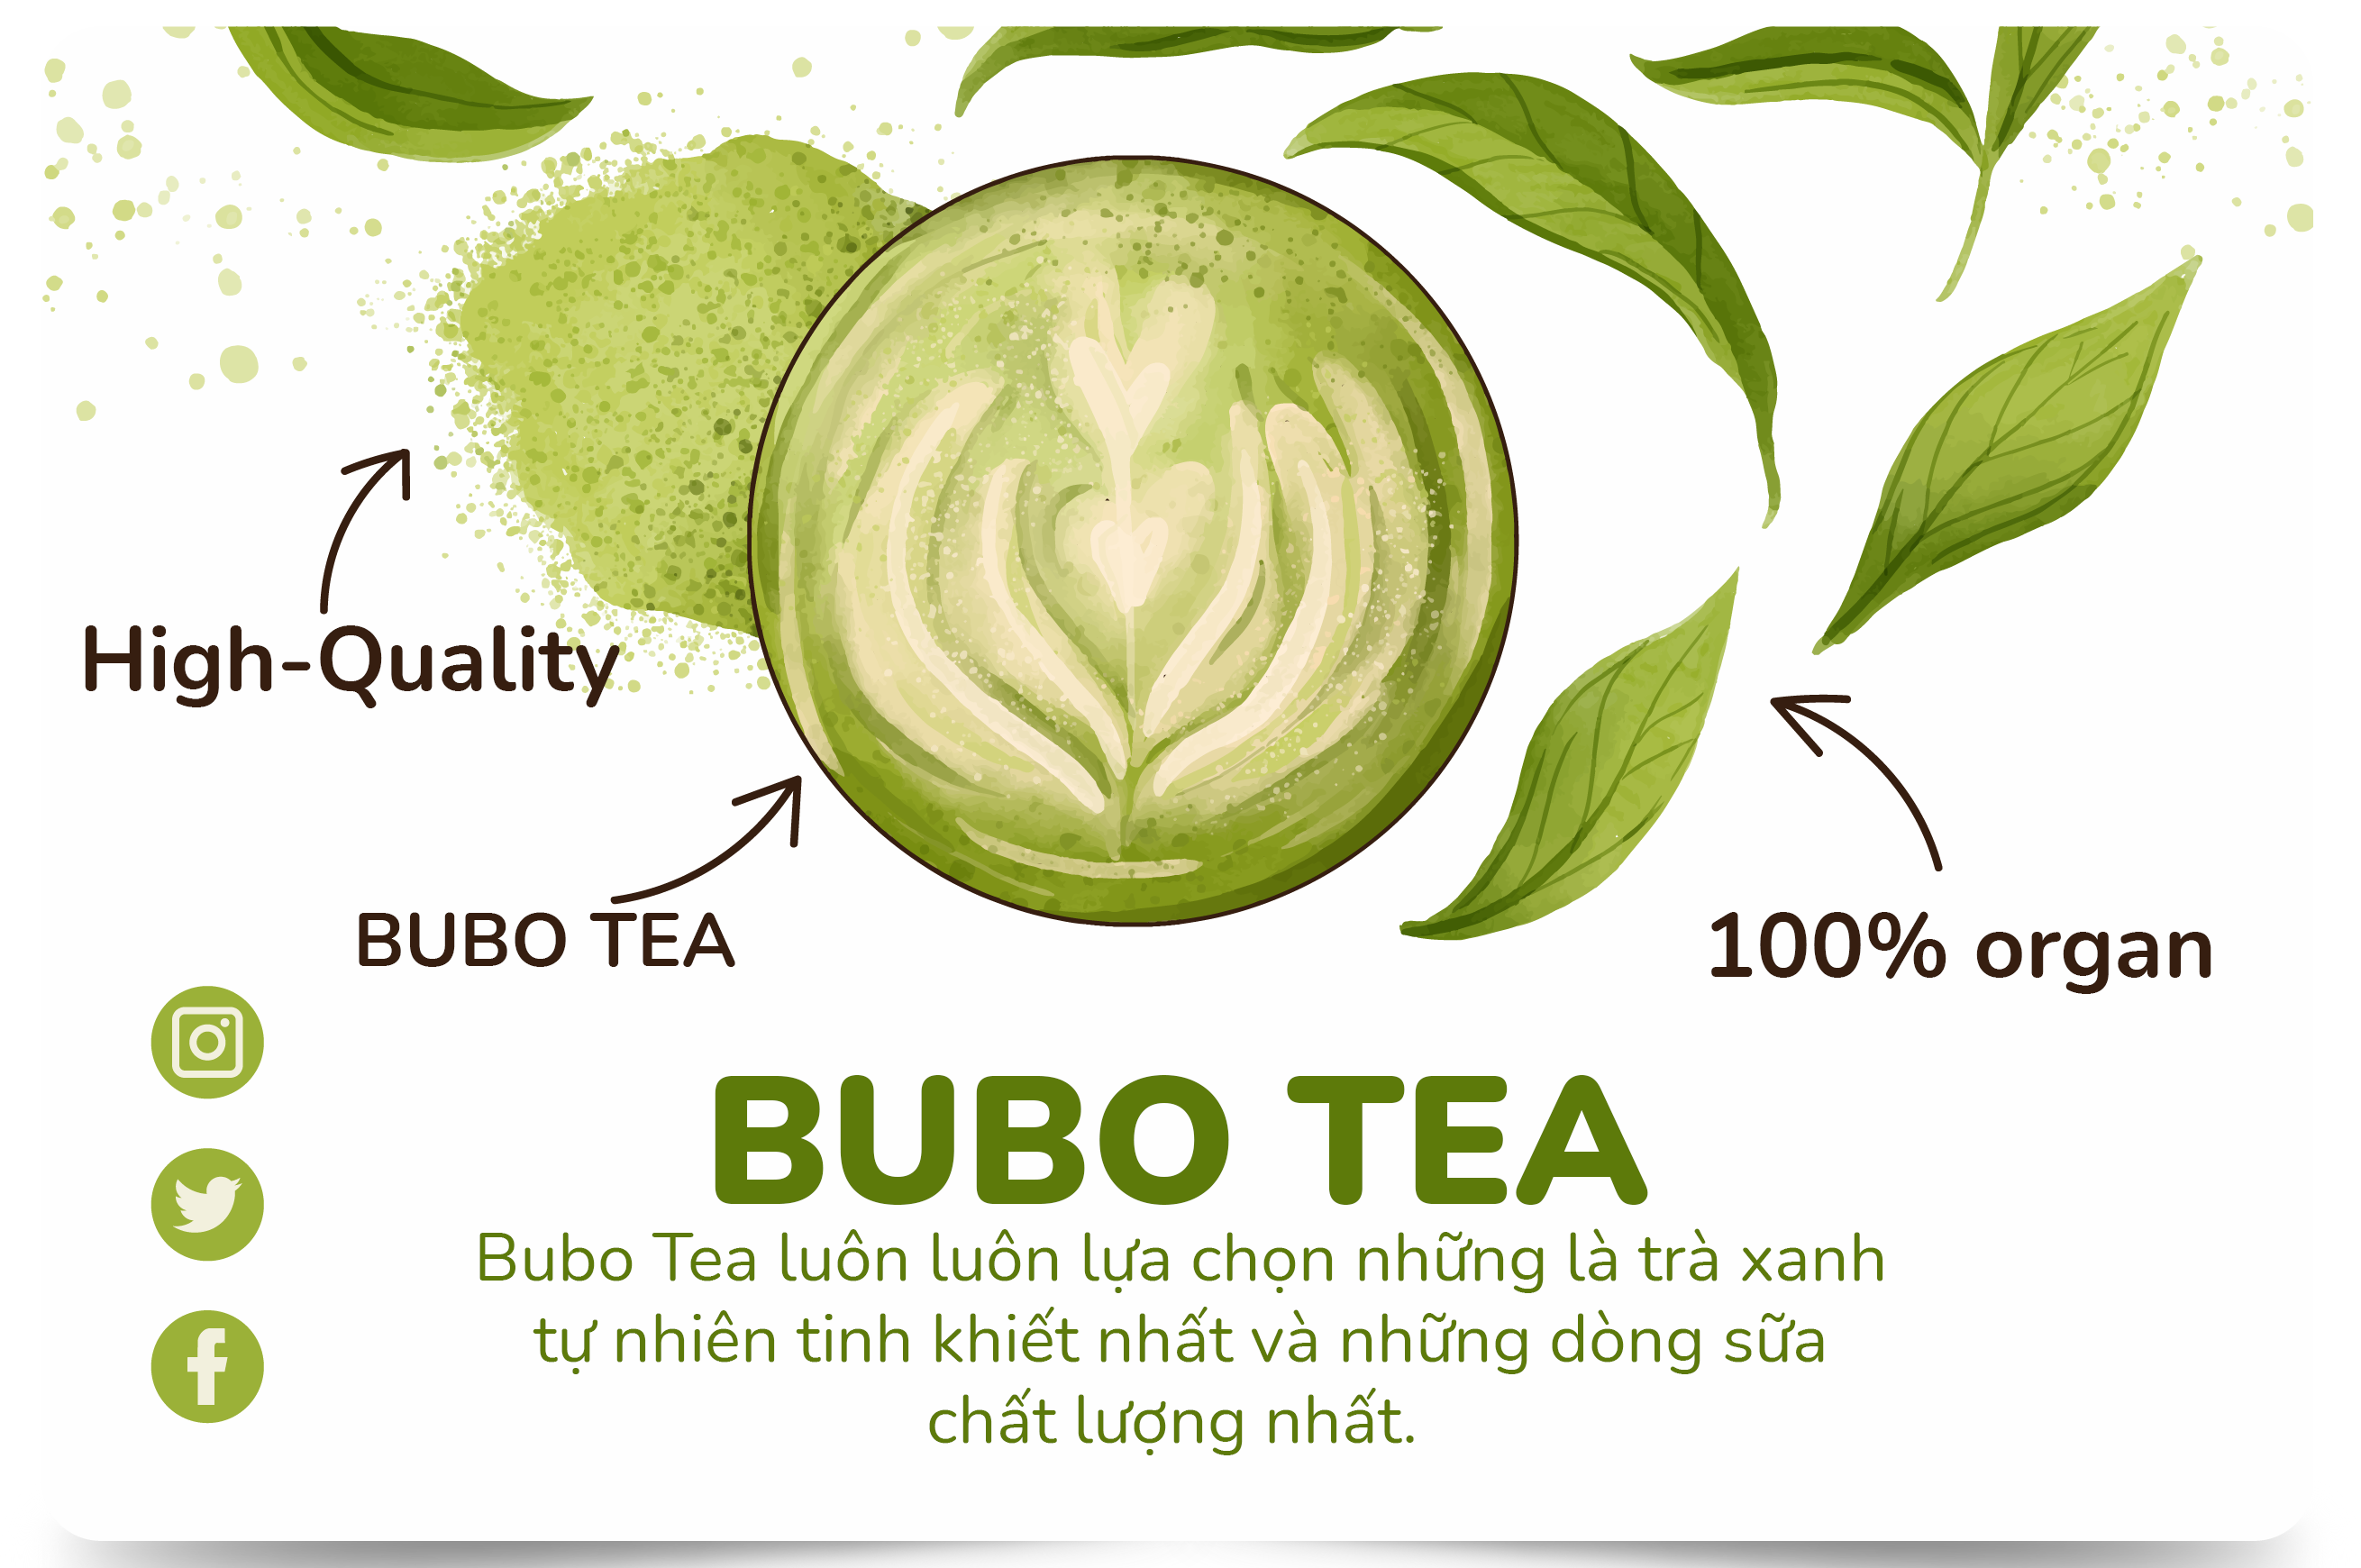 High-Quality
BUBO TEA
100% organ
BUBO TEA
Bubo Tea luôn luôn lựa chọn những là trà xanh
tự nhiên tinh khiết nhất và những dòng sữa
chất lượng nhất.